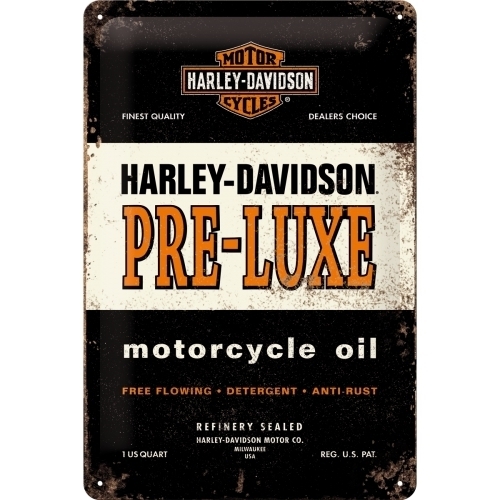 MOTOR
HARLEY-DAVIDSON
CYCLES ®
FINEST QUALITY DEALERS CHOICE
HARLEY-DAVIDSON
PRE-LUXE
motorcycle oil
FREE FLOWING • DETERGENT • ANTI-RUST
REFINERY SEALED
HARLEY-DAVIDSON MOTOR CO.
MILWAUKEE
USA
1 US QUART REG. U.S. PAT.